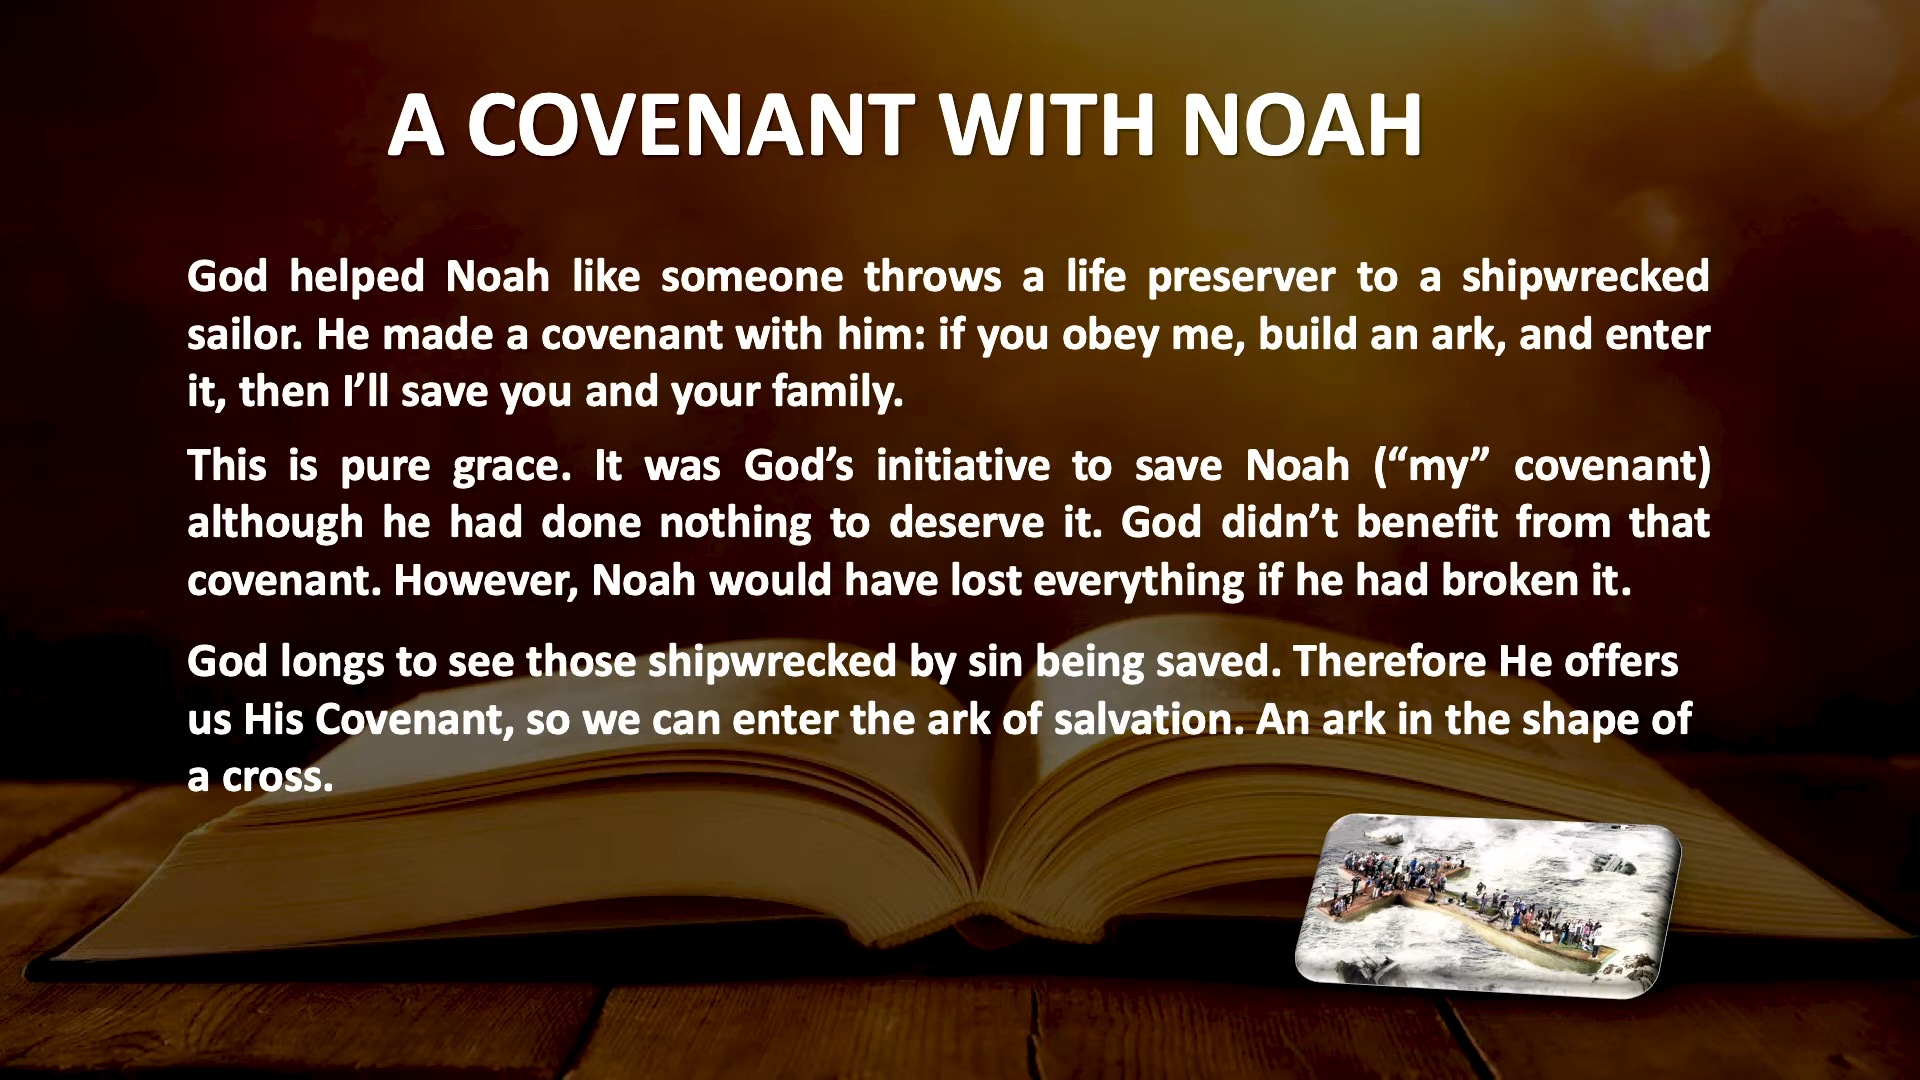 A COVENANT WITH NOAH
God helped Noah like someone throws a life preserver to a shipwrecked
sailor. He made a covenant with him: if you obey me, build an ark, and enter
it, then I’ll save you and your family.
This is pure grace. It was God’s initiative to save Noah (“my” covenant)
although he had done nothing to deserve it. God didn’t benefit from that
covenant. However, Noah would have lost everything if he had broken it.
God longs to see those shipwrecked by sin being saved. Therefore He offers
us His Covenant, so we can enter the ark of salvation. An ark in the shape of
a cross.